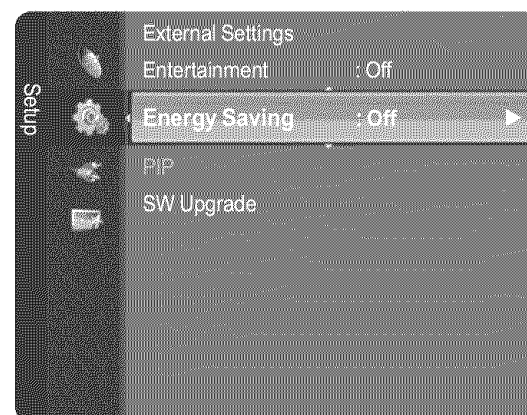 Setup
External Settings
Entertainment : Off
Energy Saving : Off
PIP
SW Upgrade